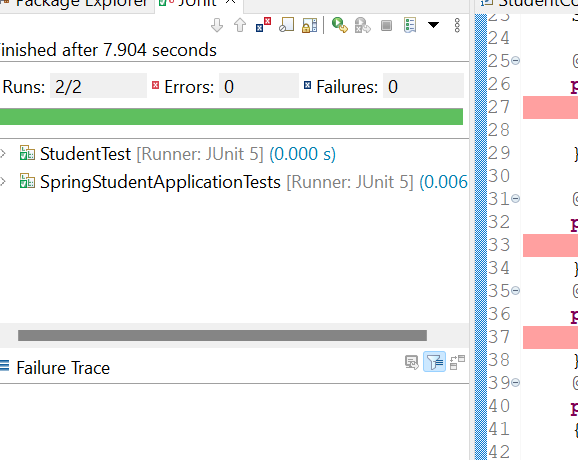 Package Explorer
JUnit
StudentCo
Finished after 7.904 seconds
Runs: 2/2
Errors: 0
Failures: 0
StudentTest [Runner: JUnit 5] (0.000 s)
SpringStudentApplicationTests [Runner: JUnit 5] (0.006
Failure Trace
23
24
25 @
26 p
27
28
29 }
30
31 @
32 p
33
34 }
35 @
36 p
37
38 }
39 @
40 p
41 {
42